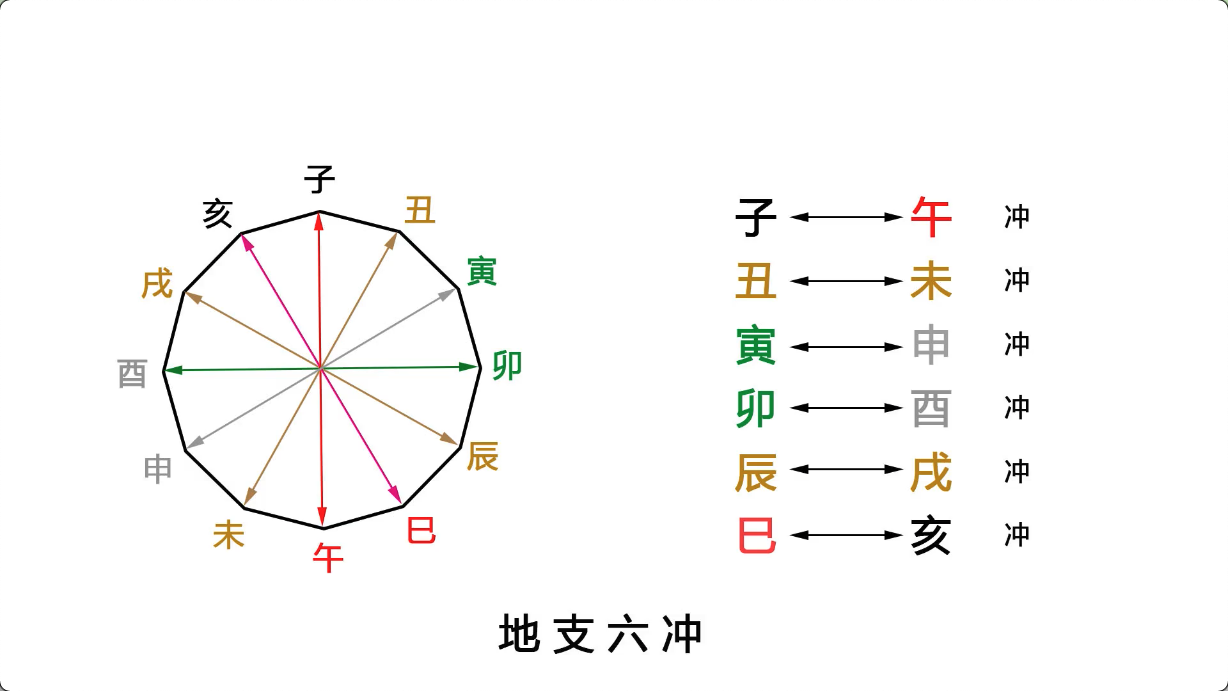 子
丑
寅
卯
辰
巳
午
未
申
酉
戌
亥
子 午 冲
丑 未 冲
寅 申 冲
卯 酉 冲
辰 戌 冲
巳 亥 冲
地支六冲